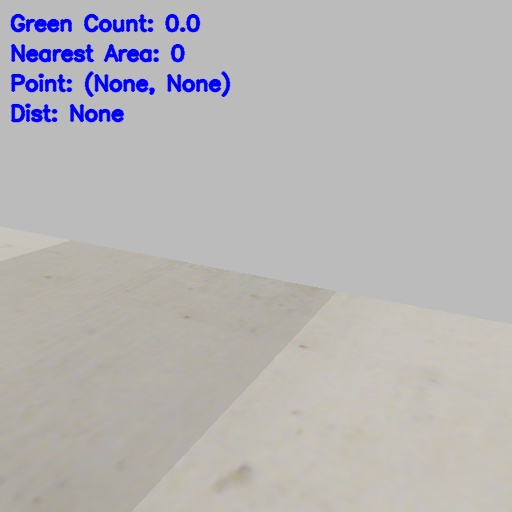 Green Count: 0.0
Nearest Area: 0
Point: (None, None)
Dist: None